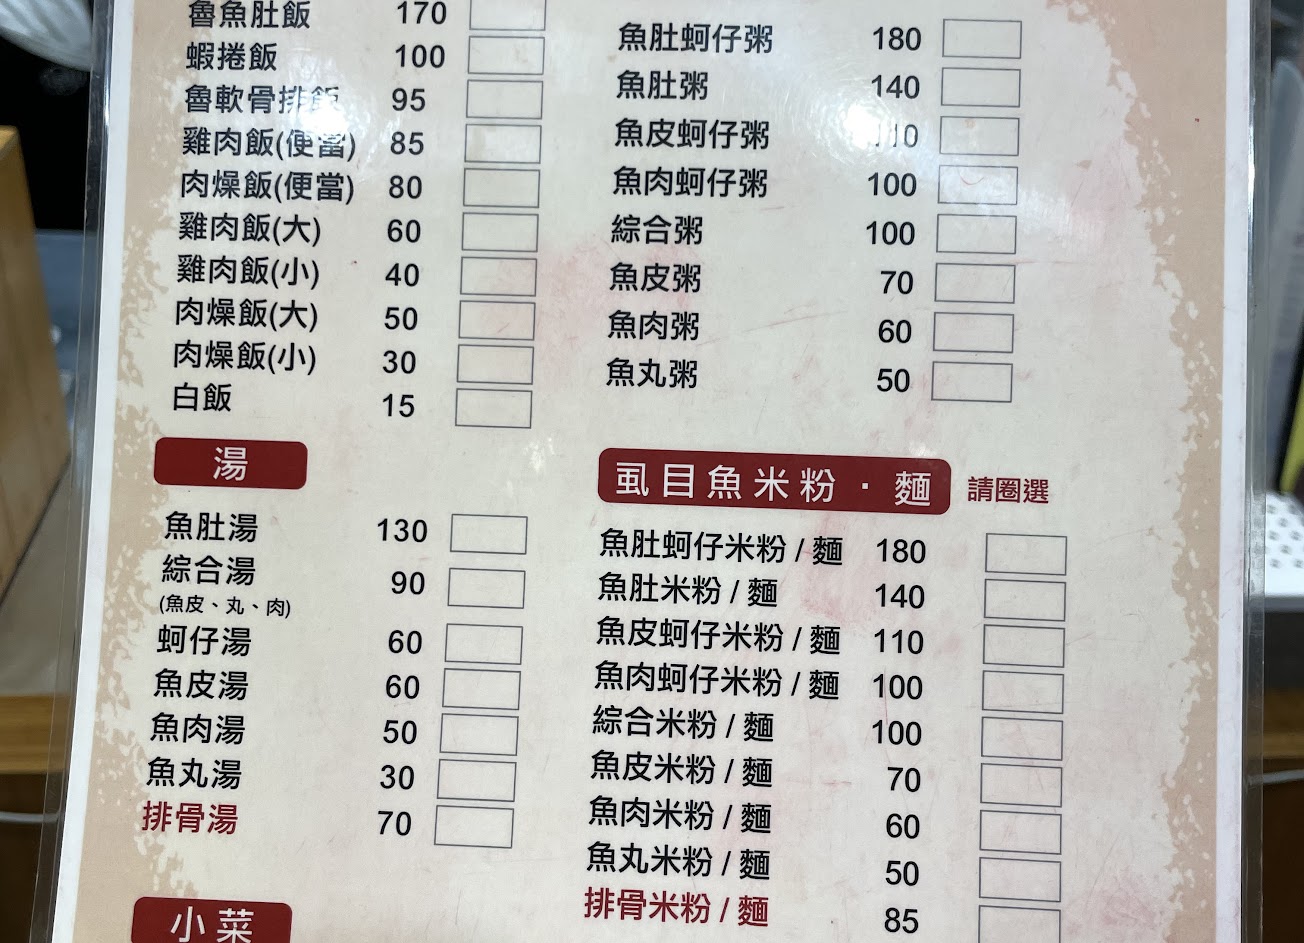 魯魚肚飯 170
蝦捲飯 100
魯軟骨排飯 95
雞肉飯(便當) 85
肉燥飯(便當) 80
雞肉飯(大) 60
雞肉飯(小) 40
肉燥飯(大) 50
肉燥飯(小) 30
白飯 15
湯
魚肚湯 130
綜合湯 90
(魚皮、丸、肉)
蚵仔湯 60
魚皮湯 60
魚肉湯 50
魚丸湯 30
排骨湯 70
小菜
魚肚蚵仔粥 180
魚肚粥 140
魚皮蚵仔粥 110
魚肉蚵仔粥 100
綜合粥 100
魚皮粥 70
魚肉粥 60
魚丸粥 50
虱目魚米粉 · 麵 請圈選
魚肚蚵仔米粉 / 麵 180
魚肚米粉 / 麵 140
魚皮蚵仔米粉 / 麵 110
魚肉蚵仔米粉 / 麵 100
綜合米粉 / 麵 100
魚皮米粉 / 麵 70
魚肉米粉 / 麵 60
魚丸米粉 / 麵 50
排骨米粉 / 麵 85